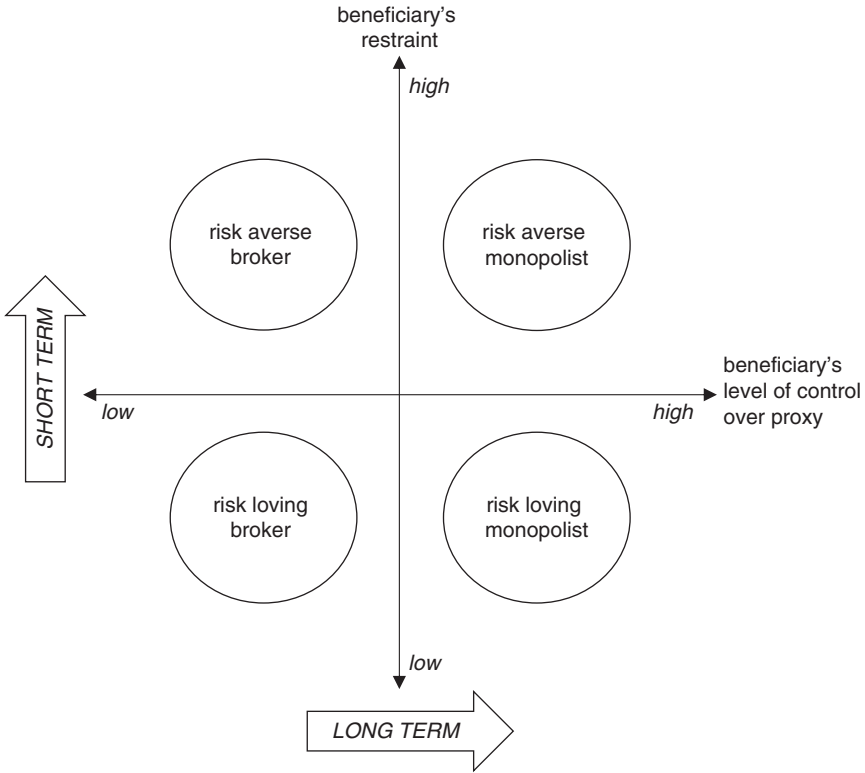 beneficiary's
restraint
high
risk averse
broker
risk averse
monopolist
SHORT TERM
low
high
beneficiary's
level of control
over proxy
risk loving
broker
risk loving
monopolist
low
LONG TERM